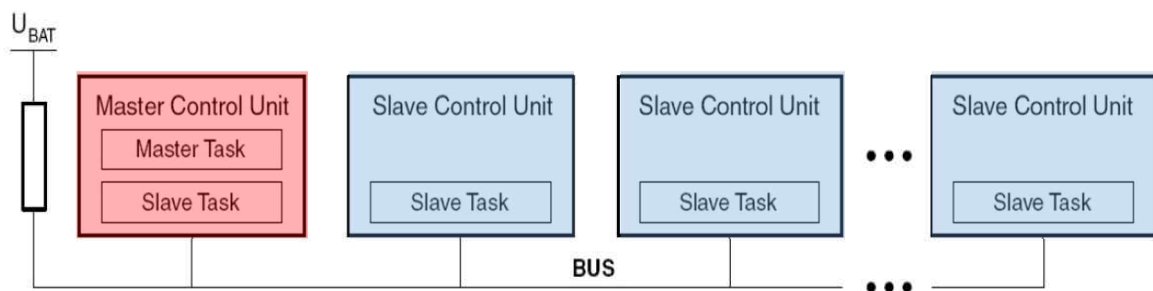 U_BAT
Master Control Unit
Master Task
Slave Task
Slave Control Unit
Slave Task
Slave Control Unit
Slave Task
Slave Control Unit
Slave Task
BUS